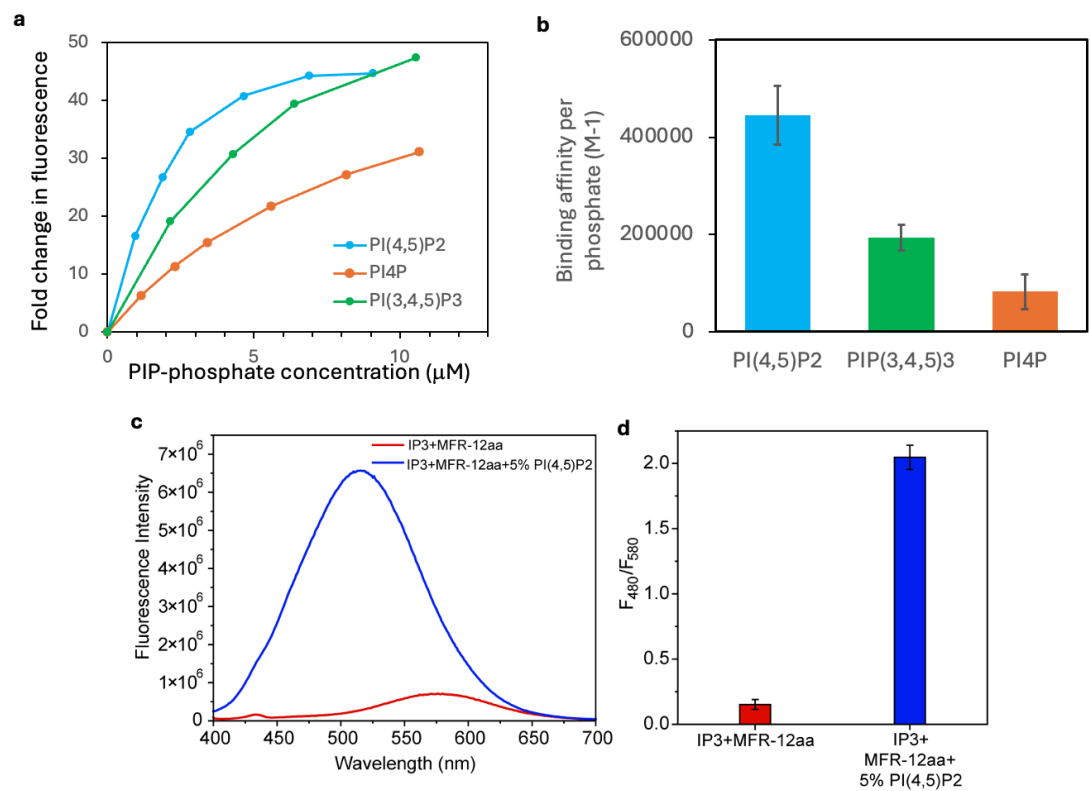 a
50
40
30
20
10
0
Fold change in fluorescence
PI(4,5)P2
PI4P
PI(3,4,5)P3
0 5 10
PIP-phosphate concentration (μM)
b
600000
400000
200000
0
Binding affinity per
phosphate (M-1)
PI(4,5)P2 PIP(3,4,5)3 PI4P
c
7×10⁶
6×10⁶
5×10⁶
4×10⁶
3×10⁶
2×10⁶
1×10⁶
0
Fluorescence Intensity
IP3+MFR-12aa
IP3+MFR-12aa+5% PI(4,5)P2
400 450 500 550 600 650 700
Wavelength (nm)
d
2.0
1.5
1.0
0.5
0.0
F₄₈₀/F₅₈₀
IP3+MFR-12aa
IP3+
MFR-12aa+
5% PI(4,5)P2